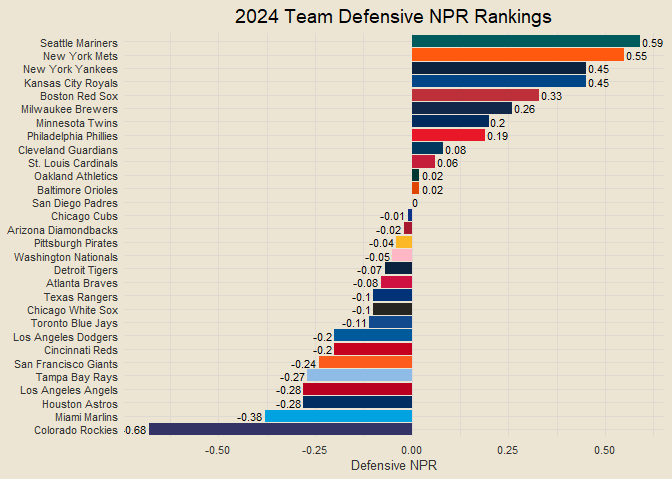 2024 Team Defensive NPR Rankings
Seattle Mariners 0.59
New York Mets 0.55
New York Yankees 0.45
Kansas City Royals 0.45
Boston Red Sox 0.33
Milwaukee Brewers 0.26
Minnesota Twins 0.2
Philadelphia Phillies 0.19
Cleveland Guardians 0.08
St. Louis Cardinals 0.06
Oakland Athletics 0.02
Baltimore Orioles 0.02
San Diego Padres 0
Chicago Cubs -0.01
Arizona Diamondbacks -0.02
Pittsburgh Pirates -0.04
Washington Nationals -0.05
Detroit Tigers -0.07
Atlanta Braves -0.08
Texas Rangers -0.1
Chicago White Sox -0.1
Toronto Blue Jays -0.11
Los Angeles Dodgers -0.2
Cincinnati Reds -0.2
San Francisco Giants -0.24
Tampa Bay Rays -0.27
Los Angeles Angels -0.28
Houston Astros -0.28
Miami Marlins -0.38
Colorado Rockies 0.68
-0.50 -0.25 0.00 0.25 0.50
Defensive NPR